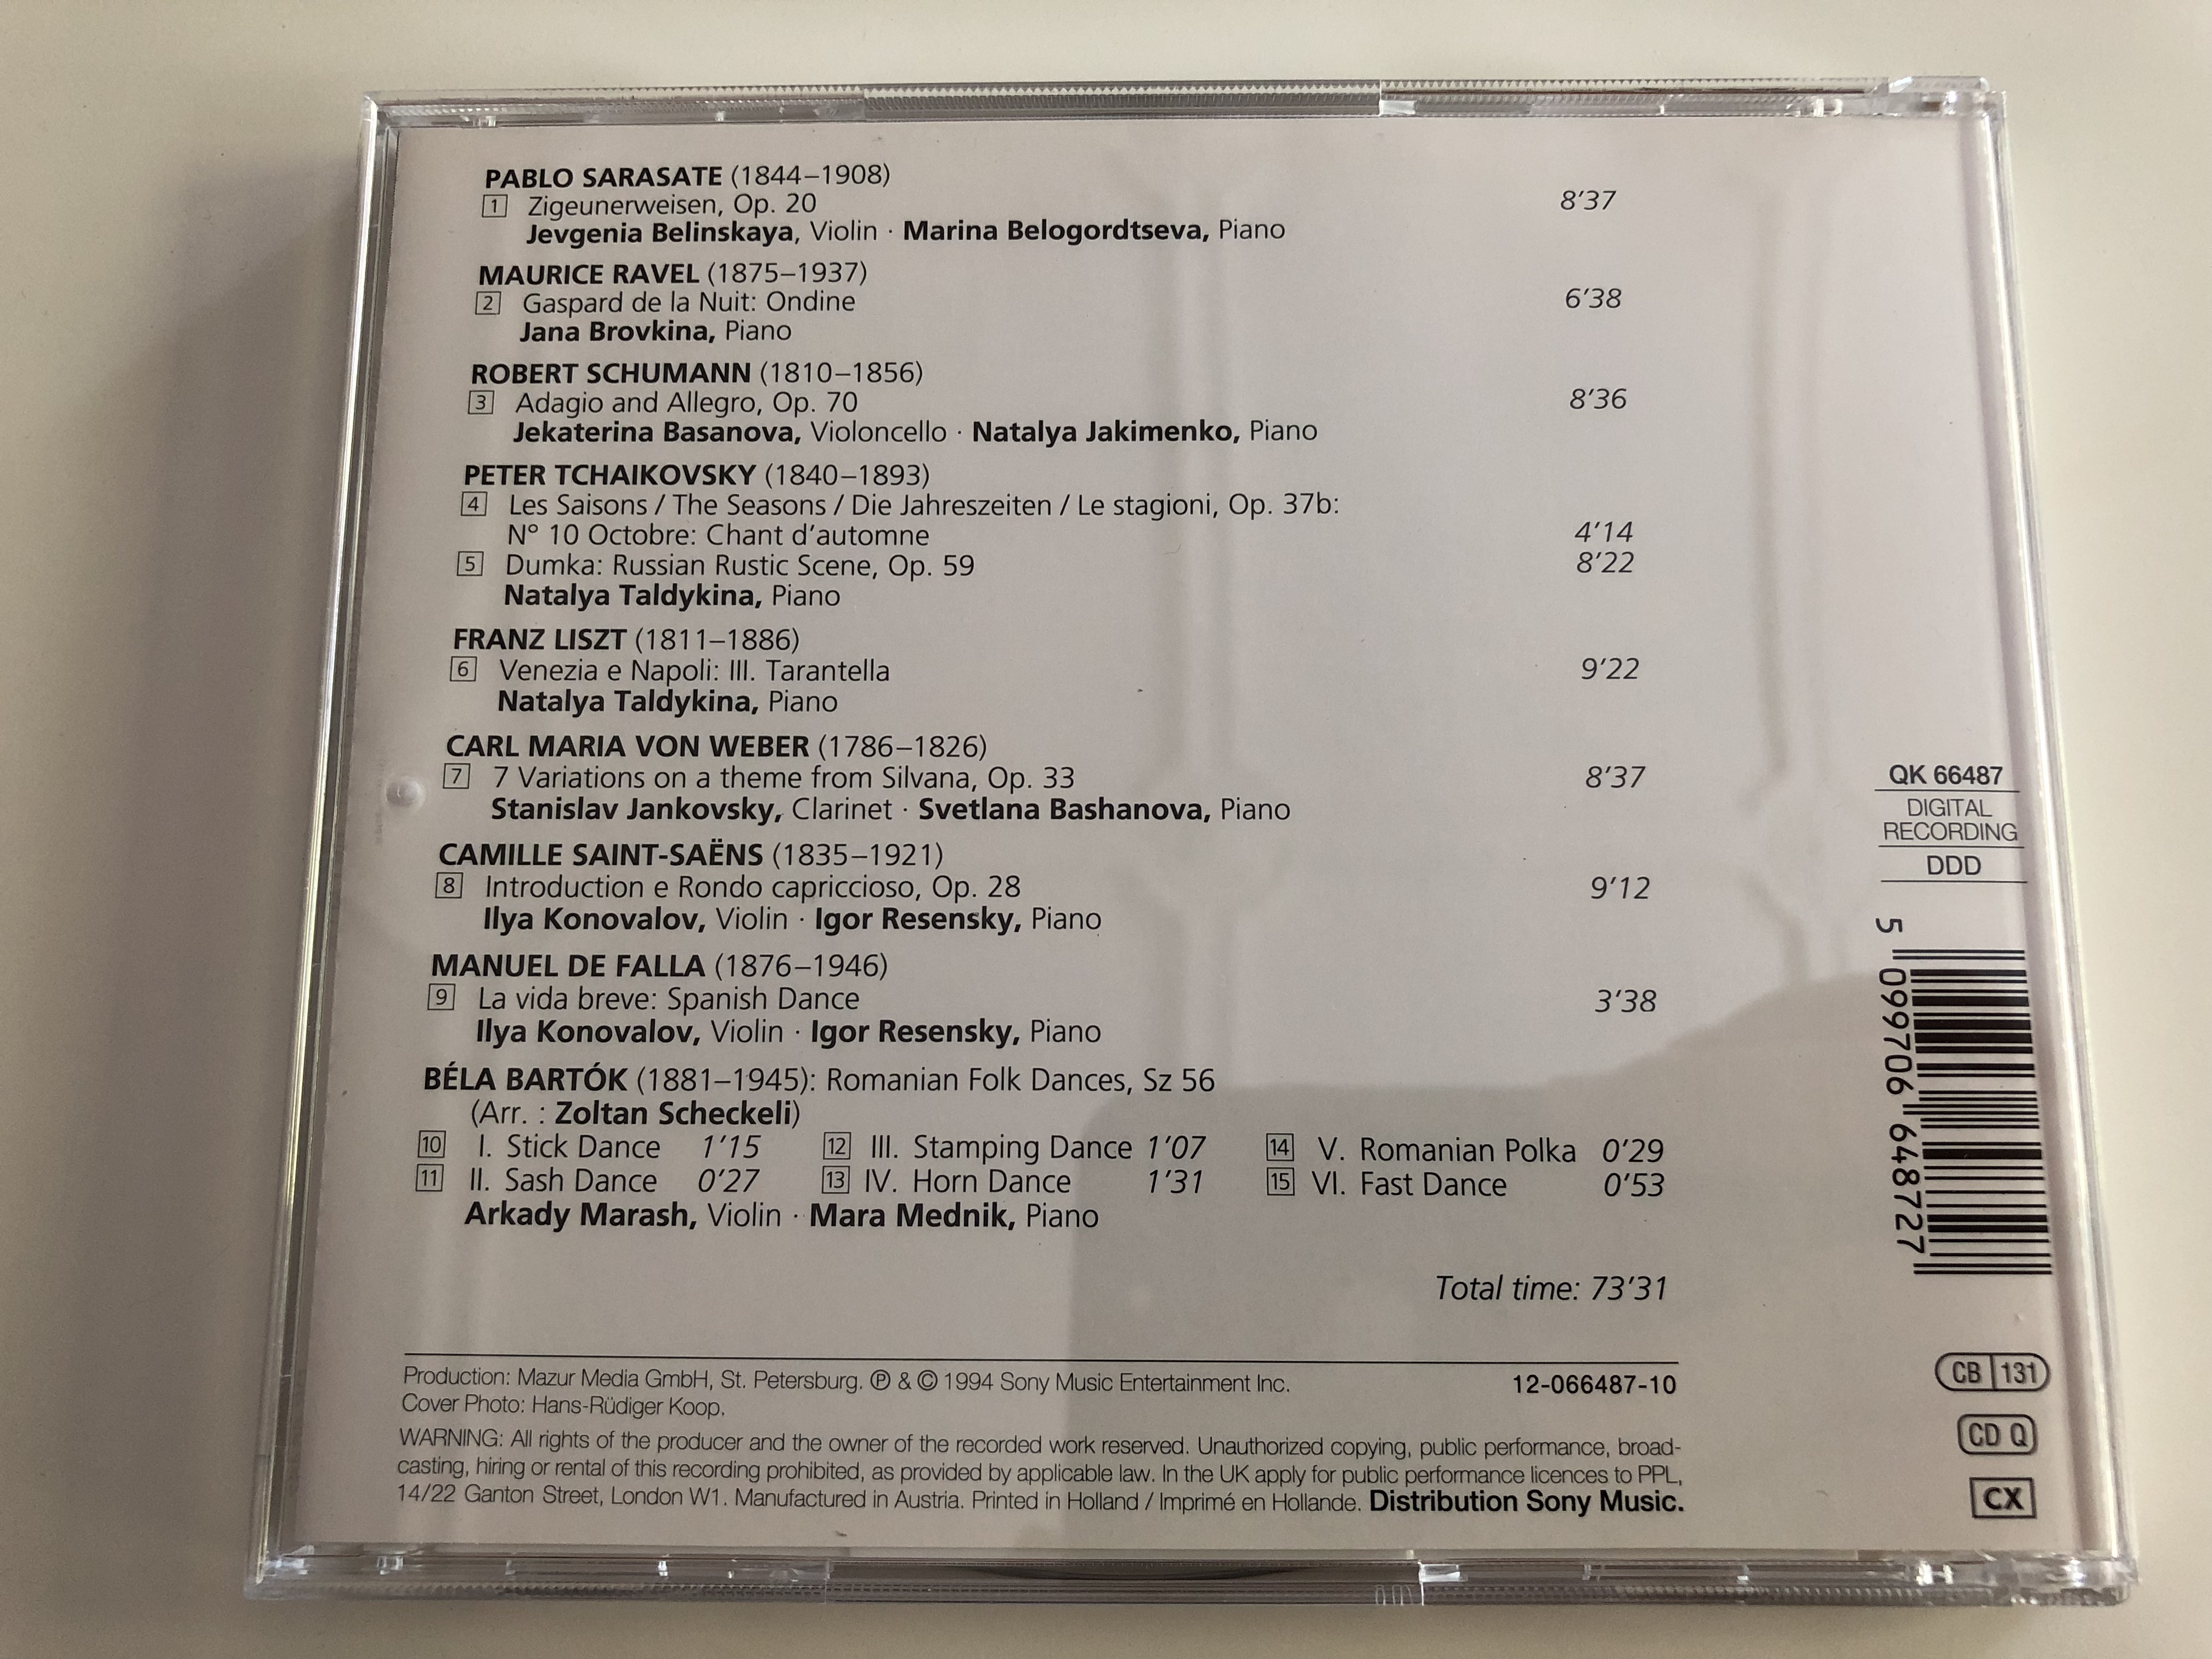 PABLO SARASATE (1844–1908)
1 Zigeunerweisen, Op. 20 8'37
Jevgenia Belinskaya, Violin · Marina Belogordtseva, Piano
MAURICE RAVEL (1875–1937)
2 Gaspard de la Nuit: Ondine 6'38
Jana Brovkina, Piano
ROBERT SCHUMANN (1810–1856)
3 Adagio and Allegro, Op. 70 8'36
Jekaterina Basanova, Violoncello · Natalya Jakimenko, Piano
PETER TCHAIKOVSKY (1840–1893)
4 Les Saisons / The Seasons / Die Jahreszeiten / Le stagioni, Op. 37b:
N° 10 Octobre: Chant d'automne 4'14
5 Dumka: Russian Rustic Scene, Op. 59 8'22
Natalya Taldykina, Piano
FRANZ LISZT (1811–1886)
6 Venezia e Napoli: III. Tarantella 9'22
Natalya Taldykina, Piano
CARL MARIA VON WEBER (1786–1826)
7 7 Variations on a theme from Silvana, Op. 33 8'37
Stanislav Jankovsky, Clarinet · Svetlana Bashanova, Piano
CAMILLE SAINT-SAËNS (1835–1921)
8 Introduction e Rondo capriccioso, Op. 28 9'12
Ilya Konovalov, Violin · Igor Resensky, Piano
MANUEL DE FALLA (1876–1946)
9 La vida breve: Spanish Dance 3'38
Ilya Konovalov, Violin · Igor Resensky, Piano
BÉLA BARTÓK (1881–1945): Romanian Folk Dances, Sz 56
(Arr. : Zoltan Scheckeli)
10 I. Stick Dance 1'15 12 III. Stamping Dance 1'07 14 V. Romanian Polka 0'29
11 II. Sash Dance 0'27 13 IV. Horn Dance 1'31 15 VI. Fast Dance 0'53
Arkady Marash, Violin · Mara Mednik, Piano
Total time: 73'31
Production: Mazur Media GmbH, St. Petersburg. ℗ & © 1994 Sony Music Entertainment Inc. 12-066487-10
Cover Photo: Hans-Rüdiger Koop.
WARNING: All rights of the producer and the owner of the recorded work reserved. Unauthorized copying, public performance, broad-
casting, hiring or rental of this recording prohibited, as provided by applicable law. In the UK apply for public performance licences to PPL,
14/22 Ganton Street, London W1. Manufactured in Austria. Printed in Holland / Imprimé en Hollande. Distribution Sony Music.
QK 66487
DIGITAL
RECORDING
DDD
5 099706 648727
CB 131
CD Q
CX